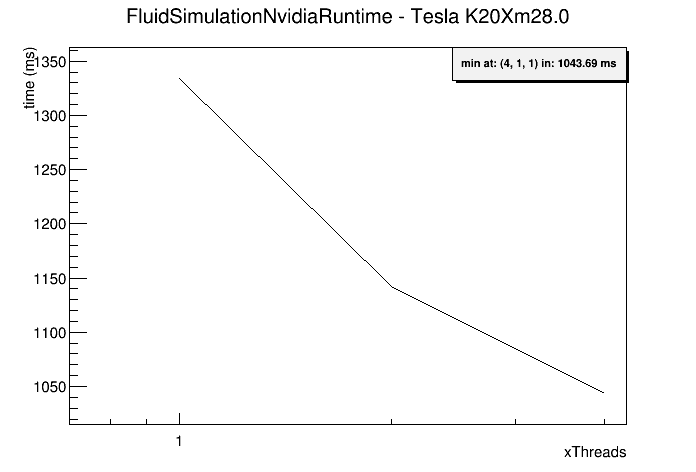 FluidSimulationNvidiaRuntime - Tesla K20Xm28.0
min at: (4, 1, 1) in: 1043.69 ms
time (ms)
1350
1300
1250
1200
1150
1100
1050
1
xThreads